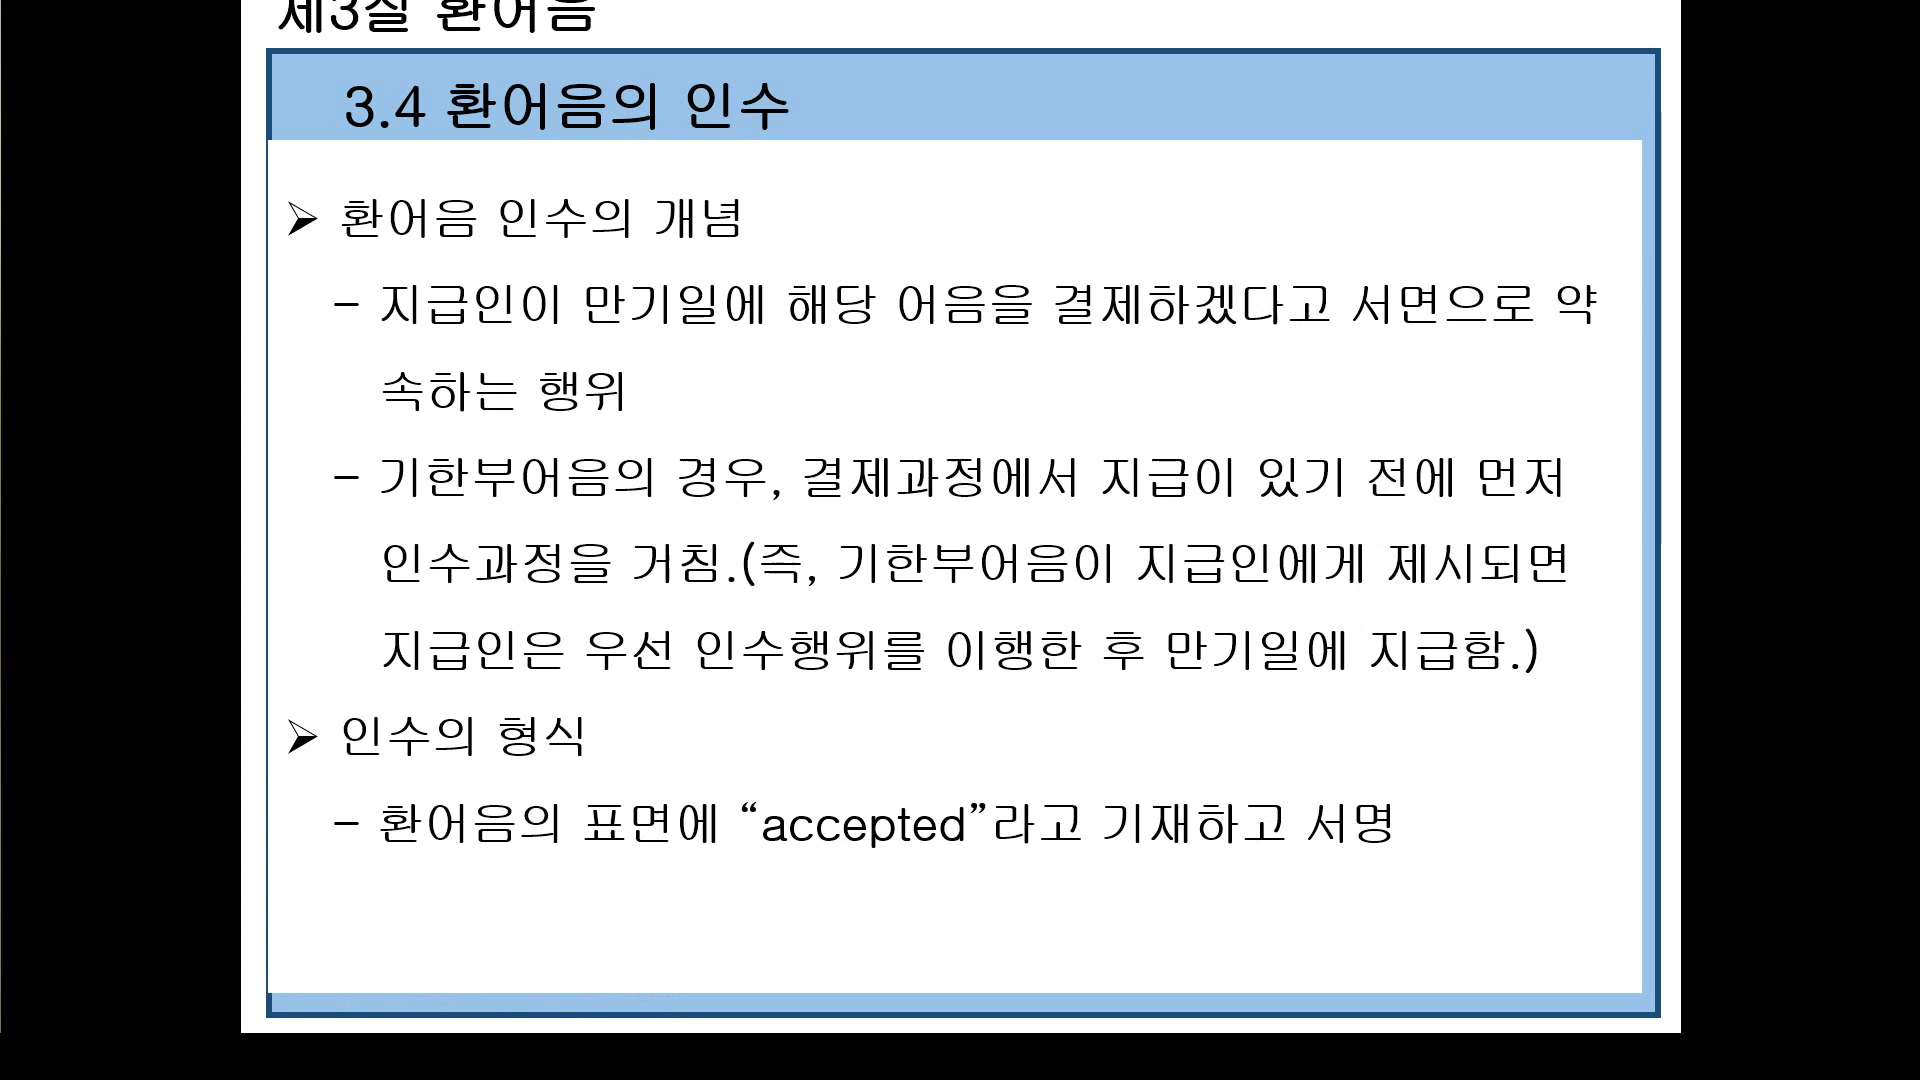 제3절 환어음
3.4 환어음의 인수
➢ 환어음 인수의 개념
- 지급인이 만기일에 해당 어음을 결제하겠다고 서면으로 약
속하는 행위
- 기한부어음의 경우, 결제과정에서 지급이 있기 전에 먼저
인수과정을 거침.(즉, 기한부어음이 지급인에게 제시되면
지급인은 우선 인수행위를 이행한 후 만기일에 지급함.)
➢ 인수의 형식
- 환어음의 표면에 “accepted”라고 기재하고 서명